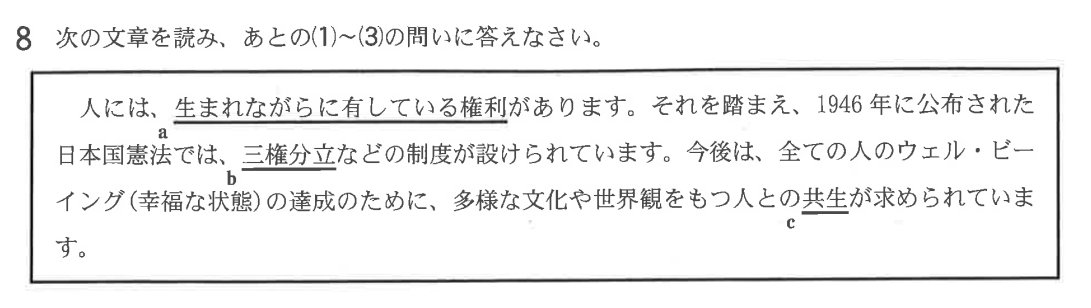 8 次の文章を読み、あとの(1)~(3)の問いに答えなさい。
人には、生まれながらに有している権利があります。それを踏まえ、1946年に公布された
a
日本国憲法では、三権分立などの制度が設けられています。今後は、全ての人のウェル・ビー
b
イング(幸福な状態)の達成のために、多様な文化や世界観をもつ人との共生が求められていま
c
す。